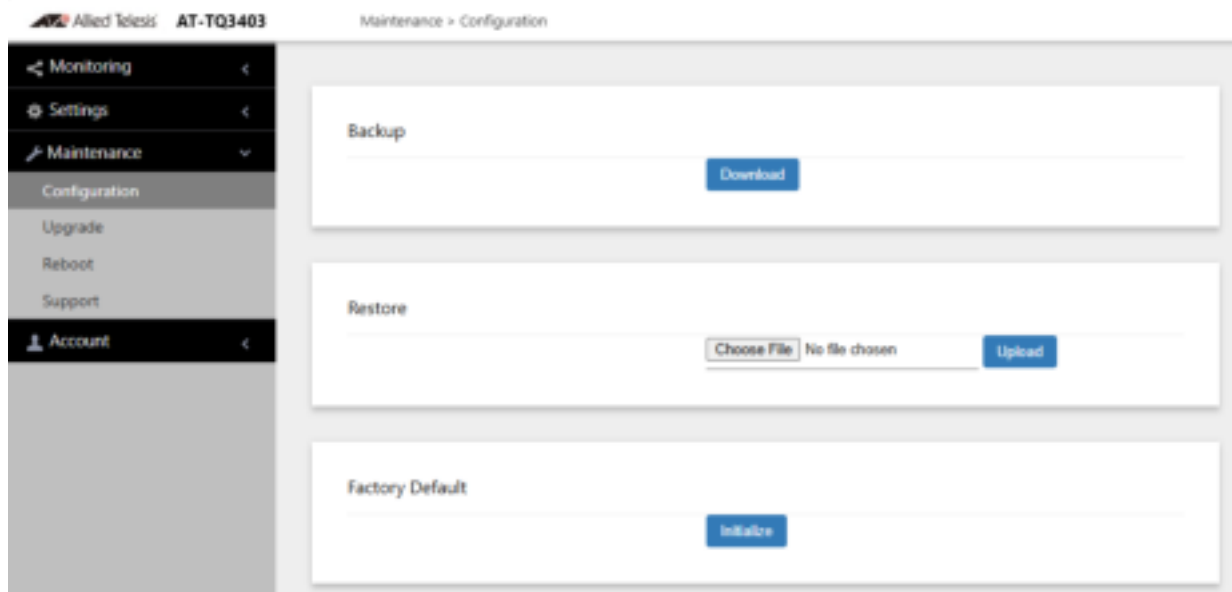 Allied Telesis AT-TQ3403 Maintenance > Configuration
Monitoring
Settings
Maintenance
Configuration
Upgrade
Reboot
Support
Account
Backup
Download
Restore
Choose File No file chosen Upload
Factory Default
Initialize